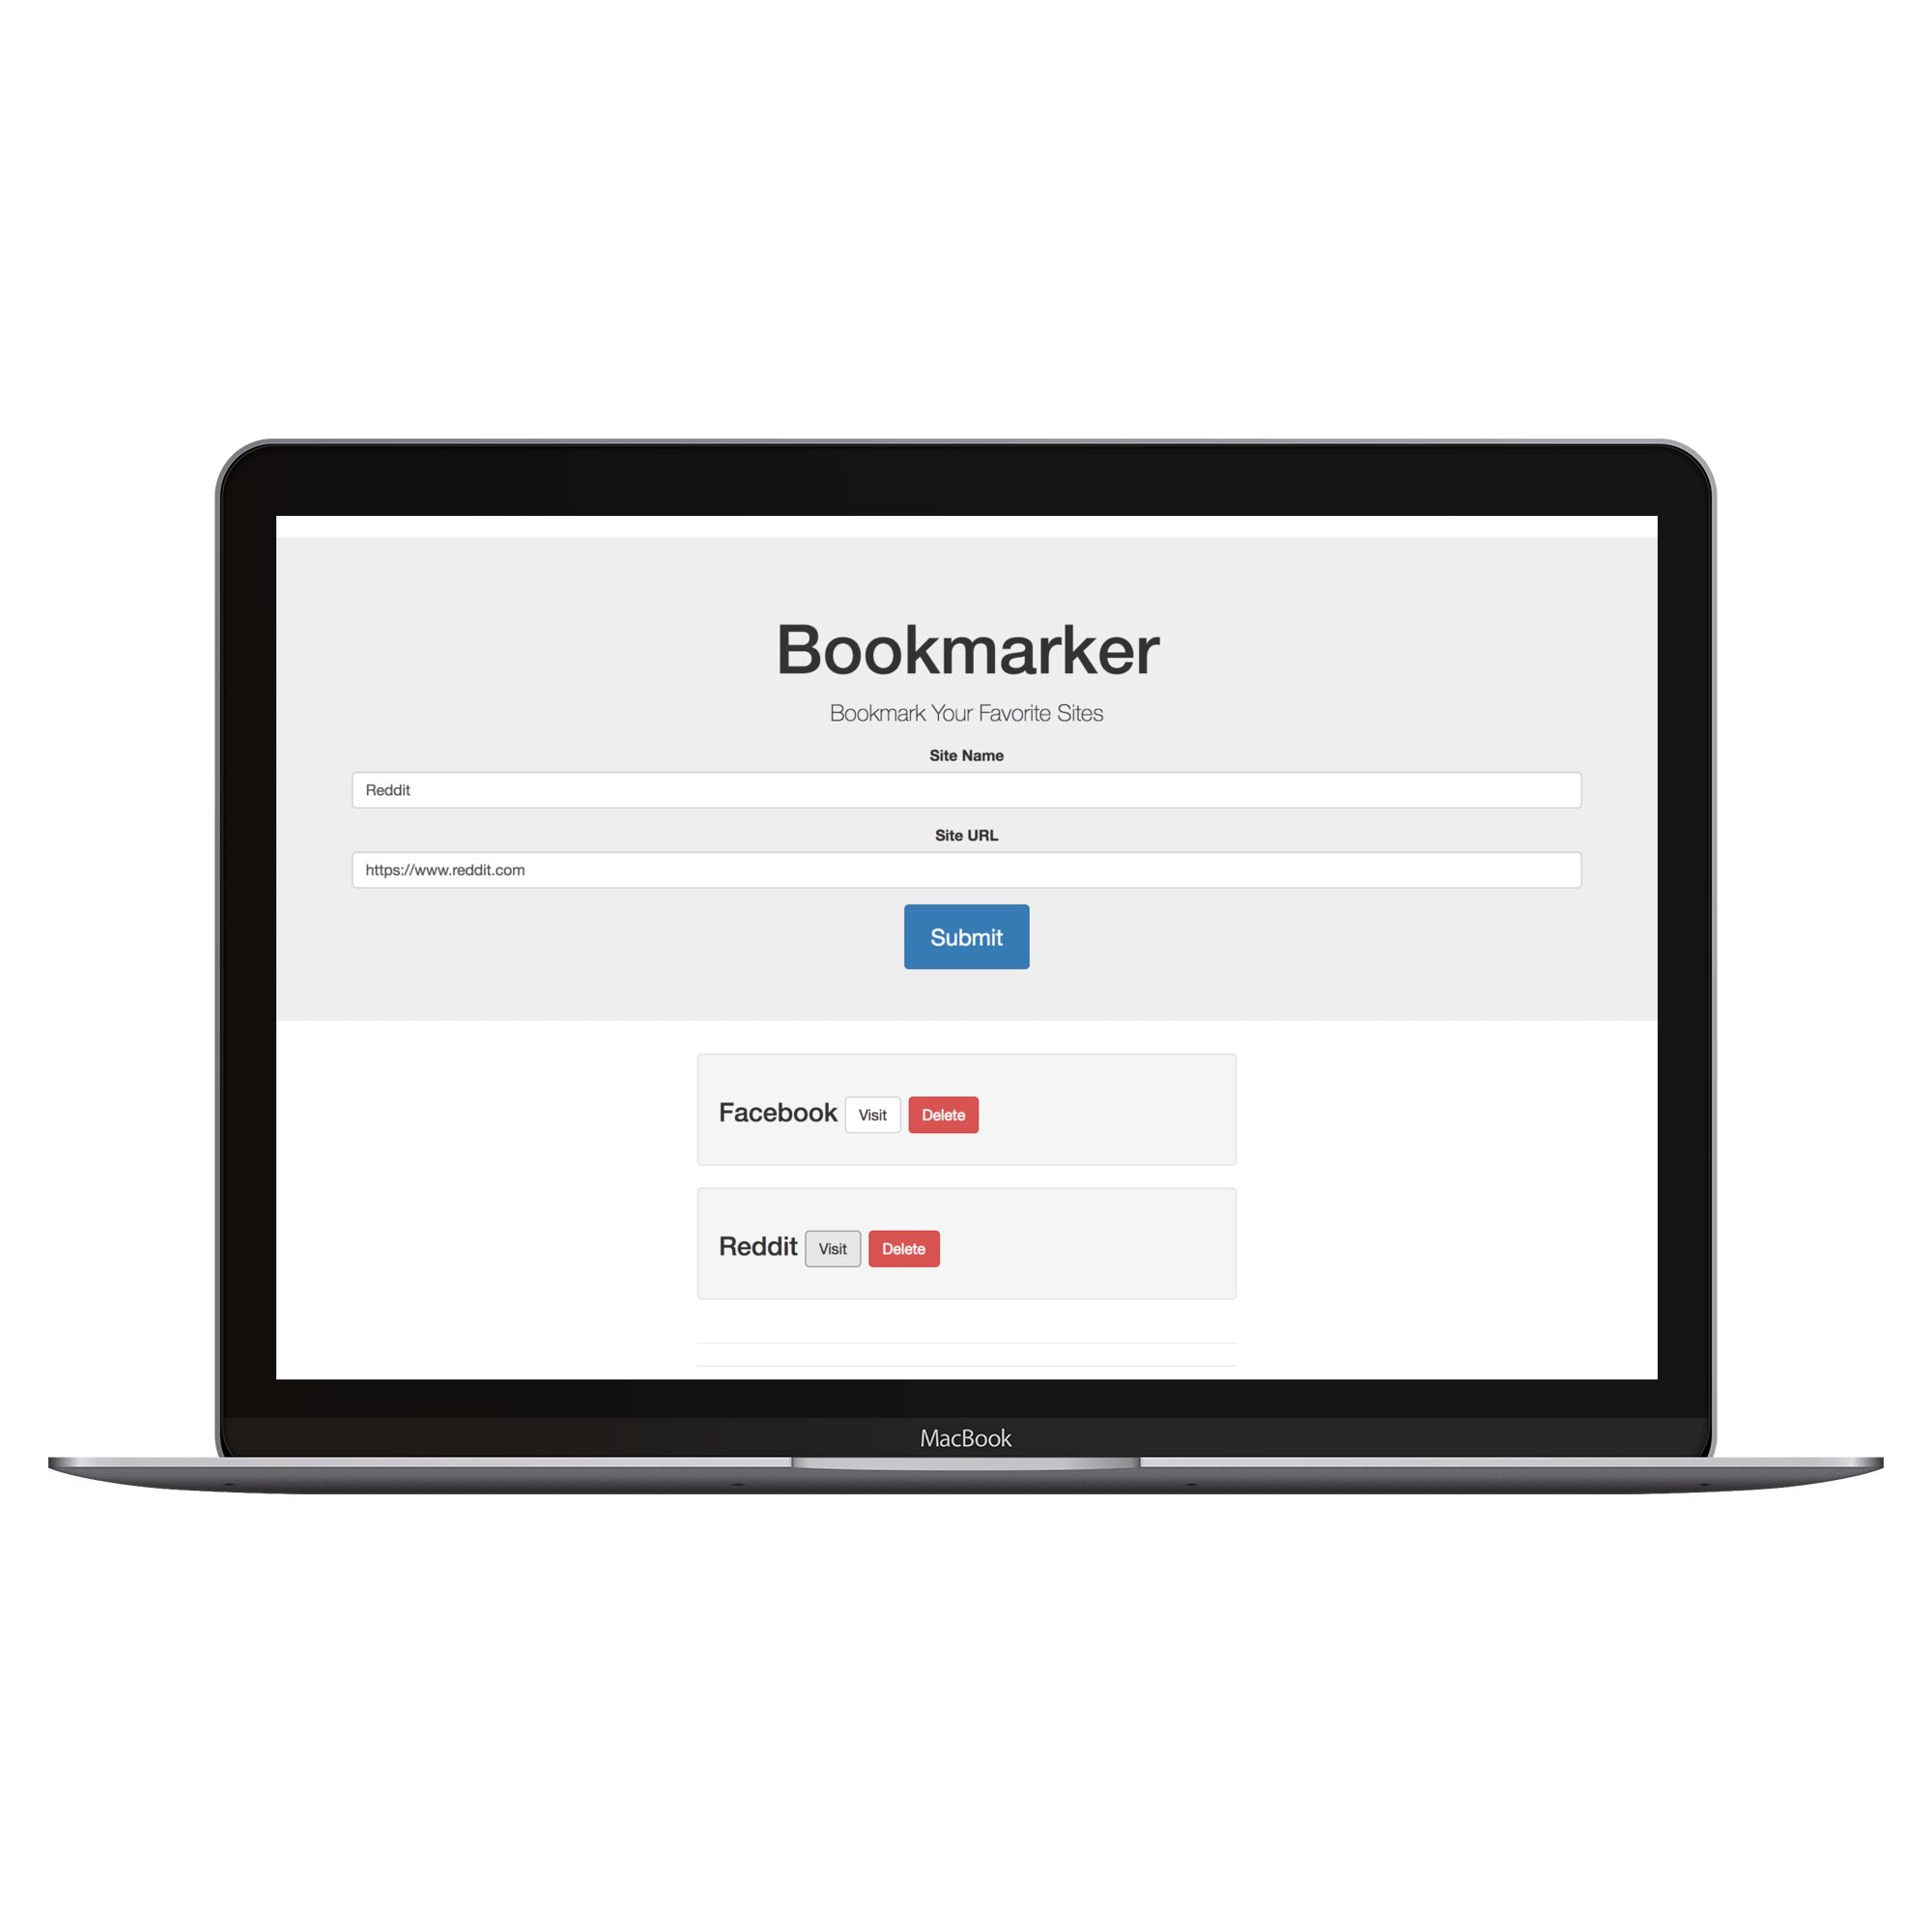 Bookmarker
Bookmark Your Favorite Sites
Site Name
Reddit
Site URL
https://www.reddit.com
Submit
Facebook Visit Delete
Reddit Visit Delete
MacBook